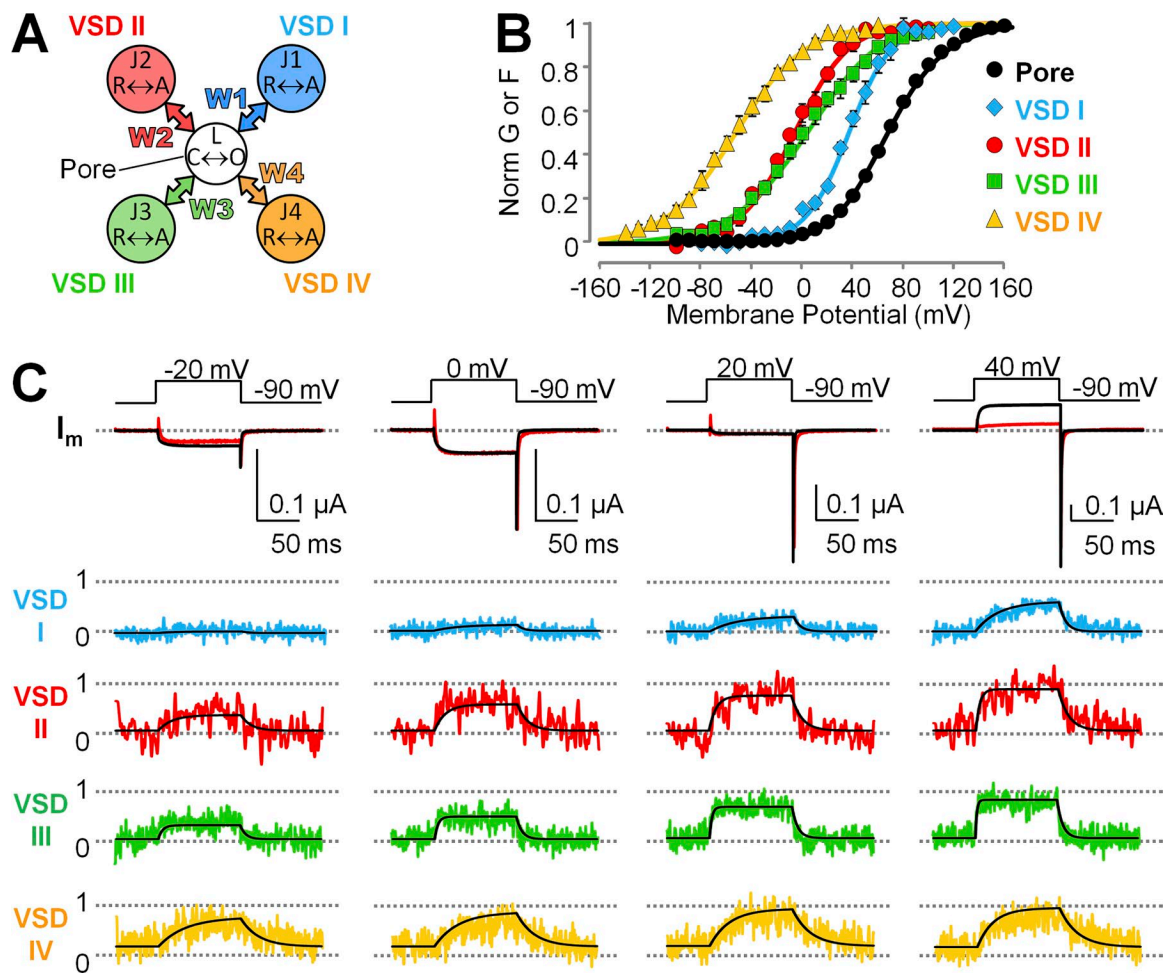 A
VSD II
VSD I
J2
R↔A
J1
R↔A
W2
W1
L
C↔O
Pore
W3
W4
J3
R↔A
J4
R↔A
VSD III
VSD IV
B
Norm G or F
1
0.8
0.6
0.4
0.2
0
-160
-120
-80
-40
0
40
80
120
160
Membrane Potential (mV)
Pore
VSD I
VSD II
VSD III
VSD IV
C
-20 mV
-90 mV
0 mV
-90 mV
20 mV
-90 mV
40 mV
-90 mV
Im
0.1 µA
50 ms
0.1 µA
50 ms
0.1 µA
50 ms
0.1 µA
50 ms
VSD
I
1
0
VSD
II
1
0
VSD
III
1
0
VSD
IV
1
0